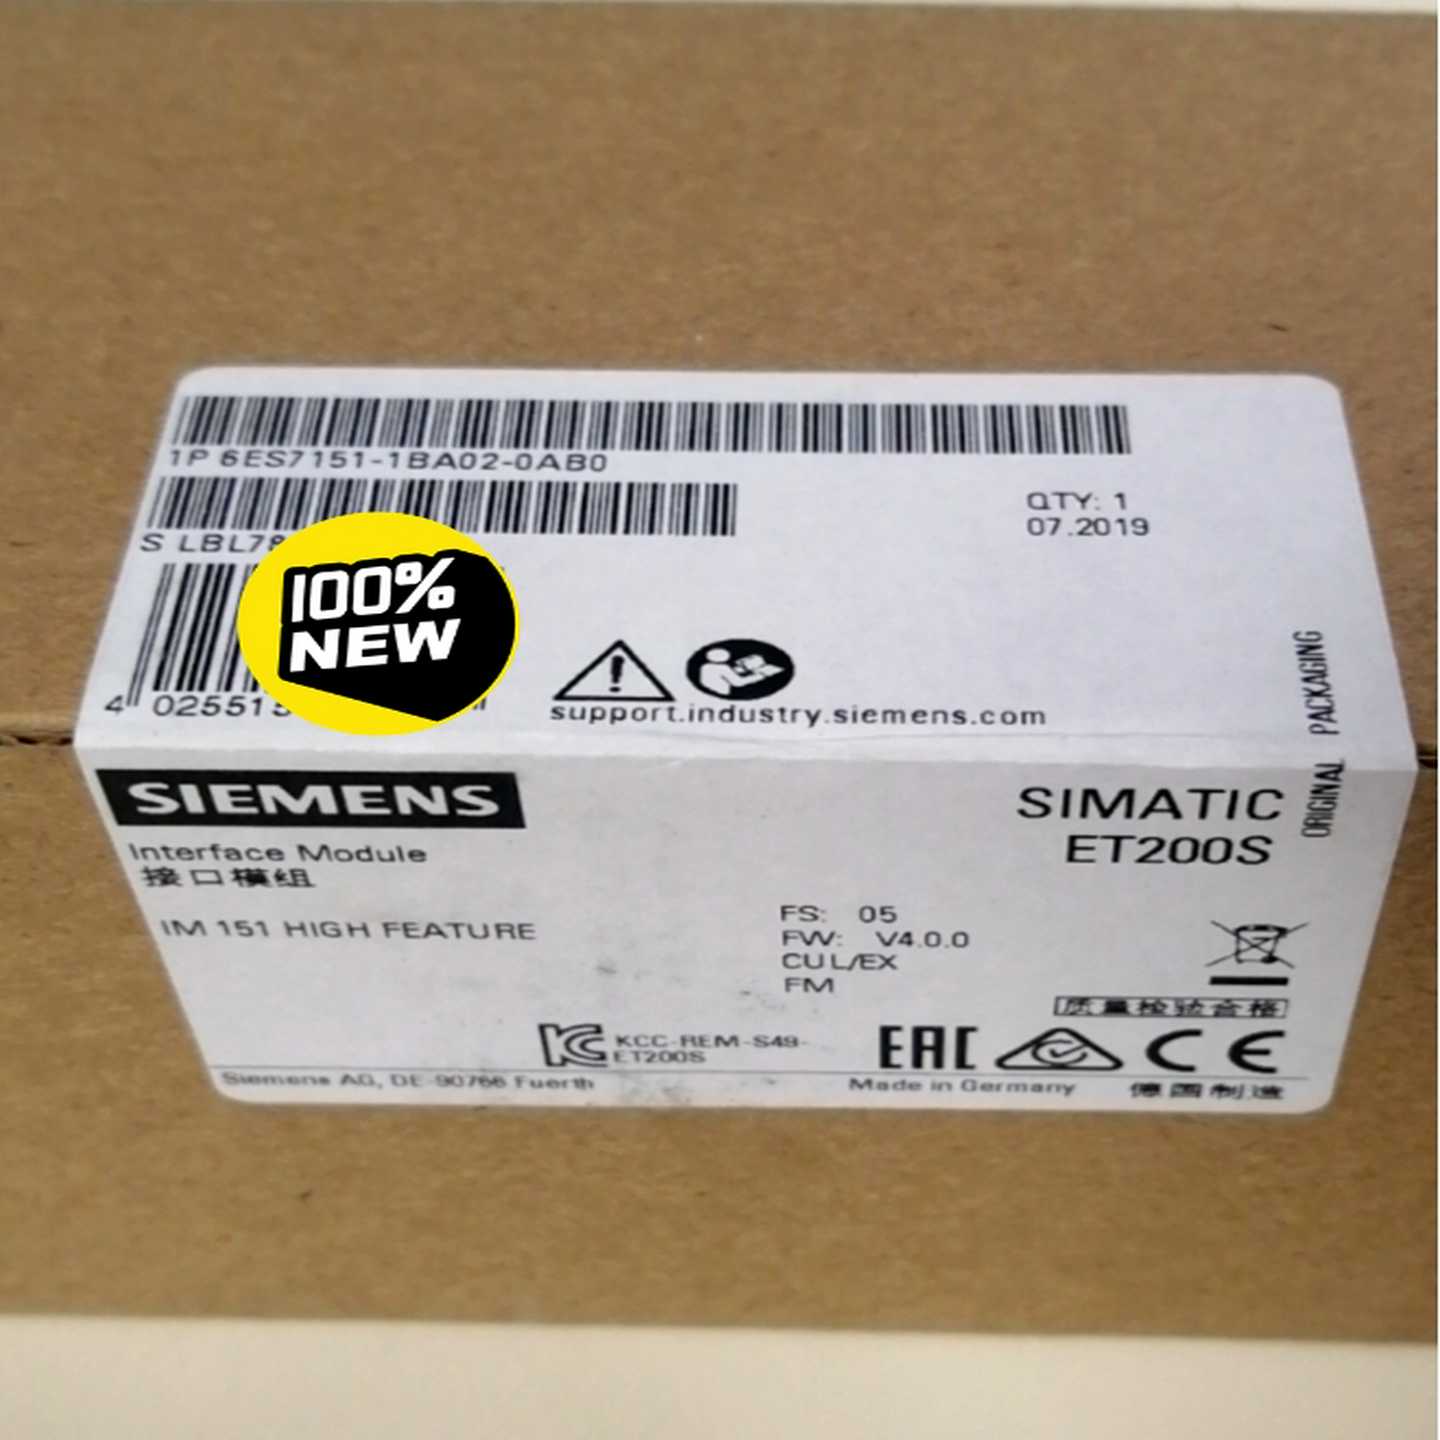 1P 6ES7151-1BA02-0AB0
QTY: 1
07.2019
S LBL78
100%
NEW
4 025515
support.industry.siemens.com
ORIGINAL PACKAGING
SIEMENS
SIMATIC
ET200S
Interface Module
接口模组
IM 151 HIGH FEATURE
FS: 05
FW: V4.0.0
CUL/EX
FM
质量检验合格
KCC-REM-S49-
ET200S
EAC
CE
Siemens AG, DE-90766 Fuerth
Made in Germany
德国制造